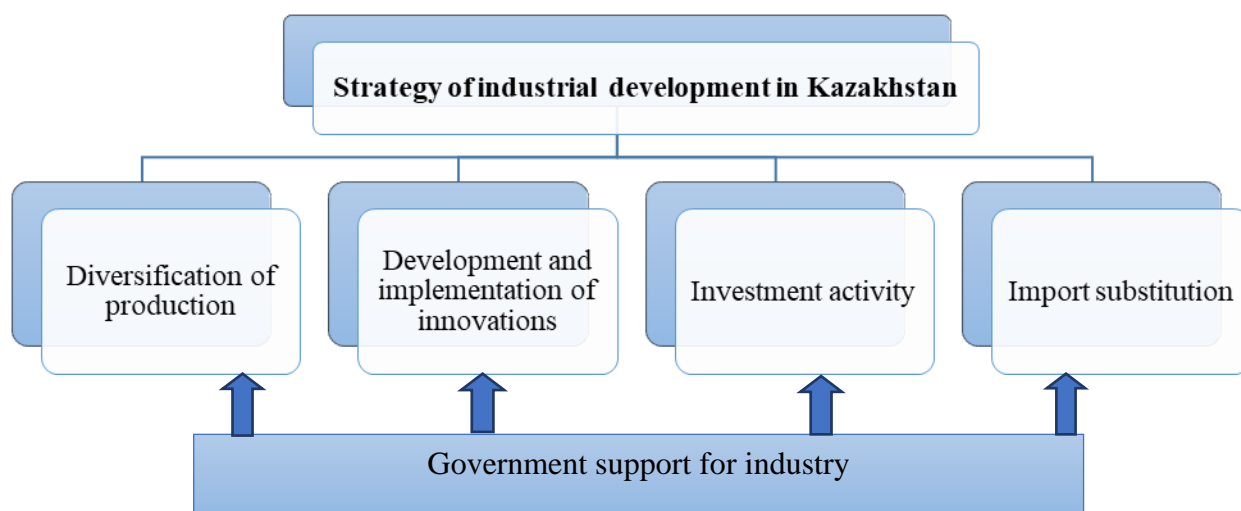 Strategy of industrial development in Kazakhstan
Diversification of
production
Development and
implementation of
innovations
Investment activity
Import substitution
Government support for industry